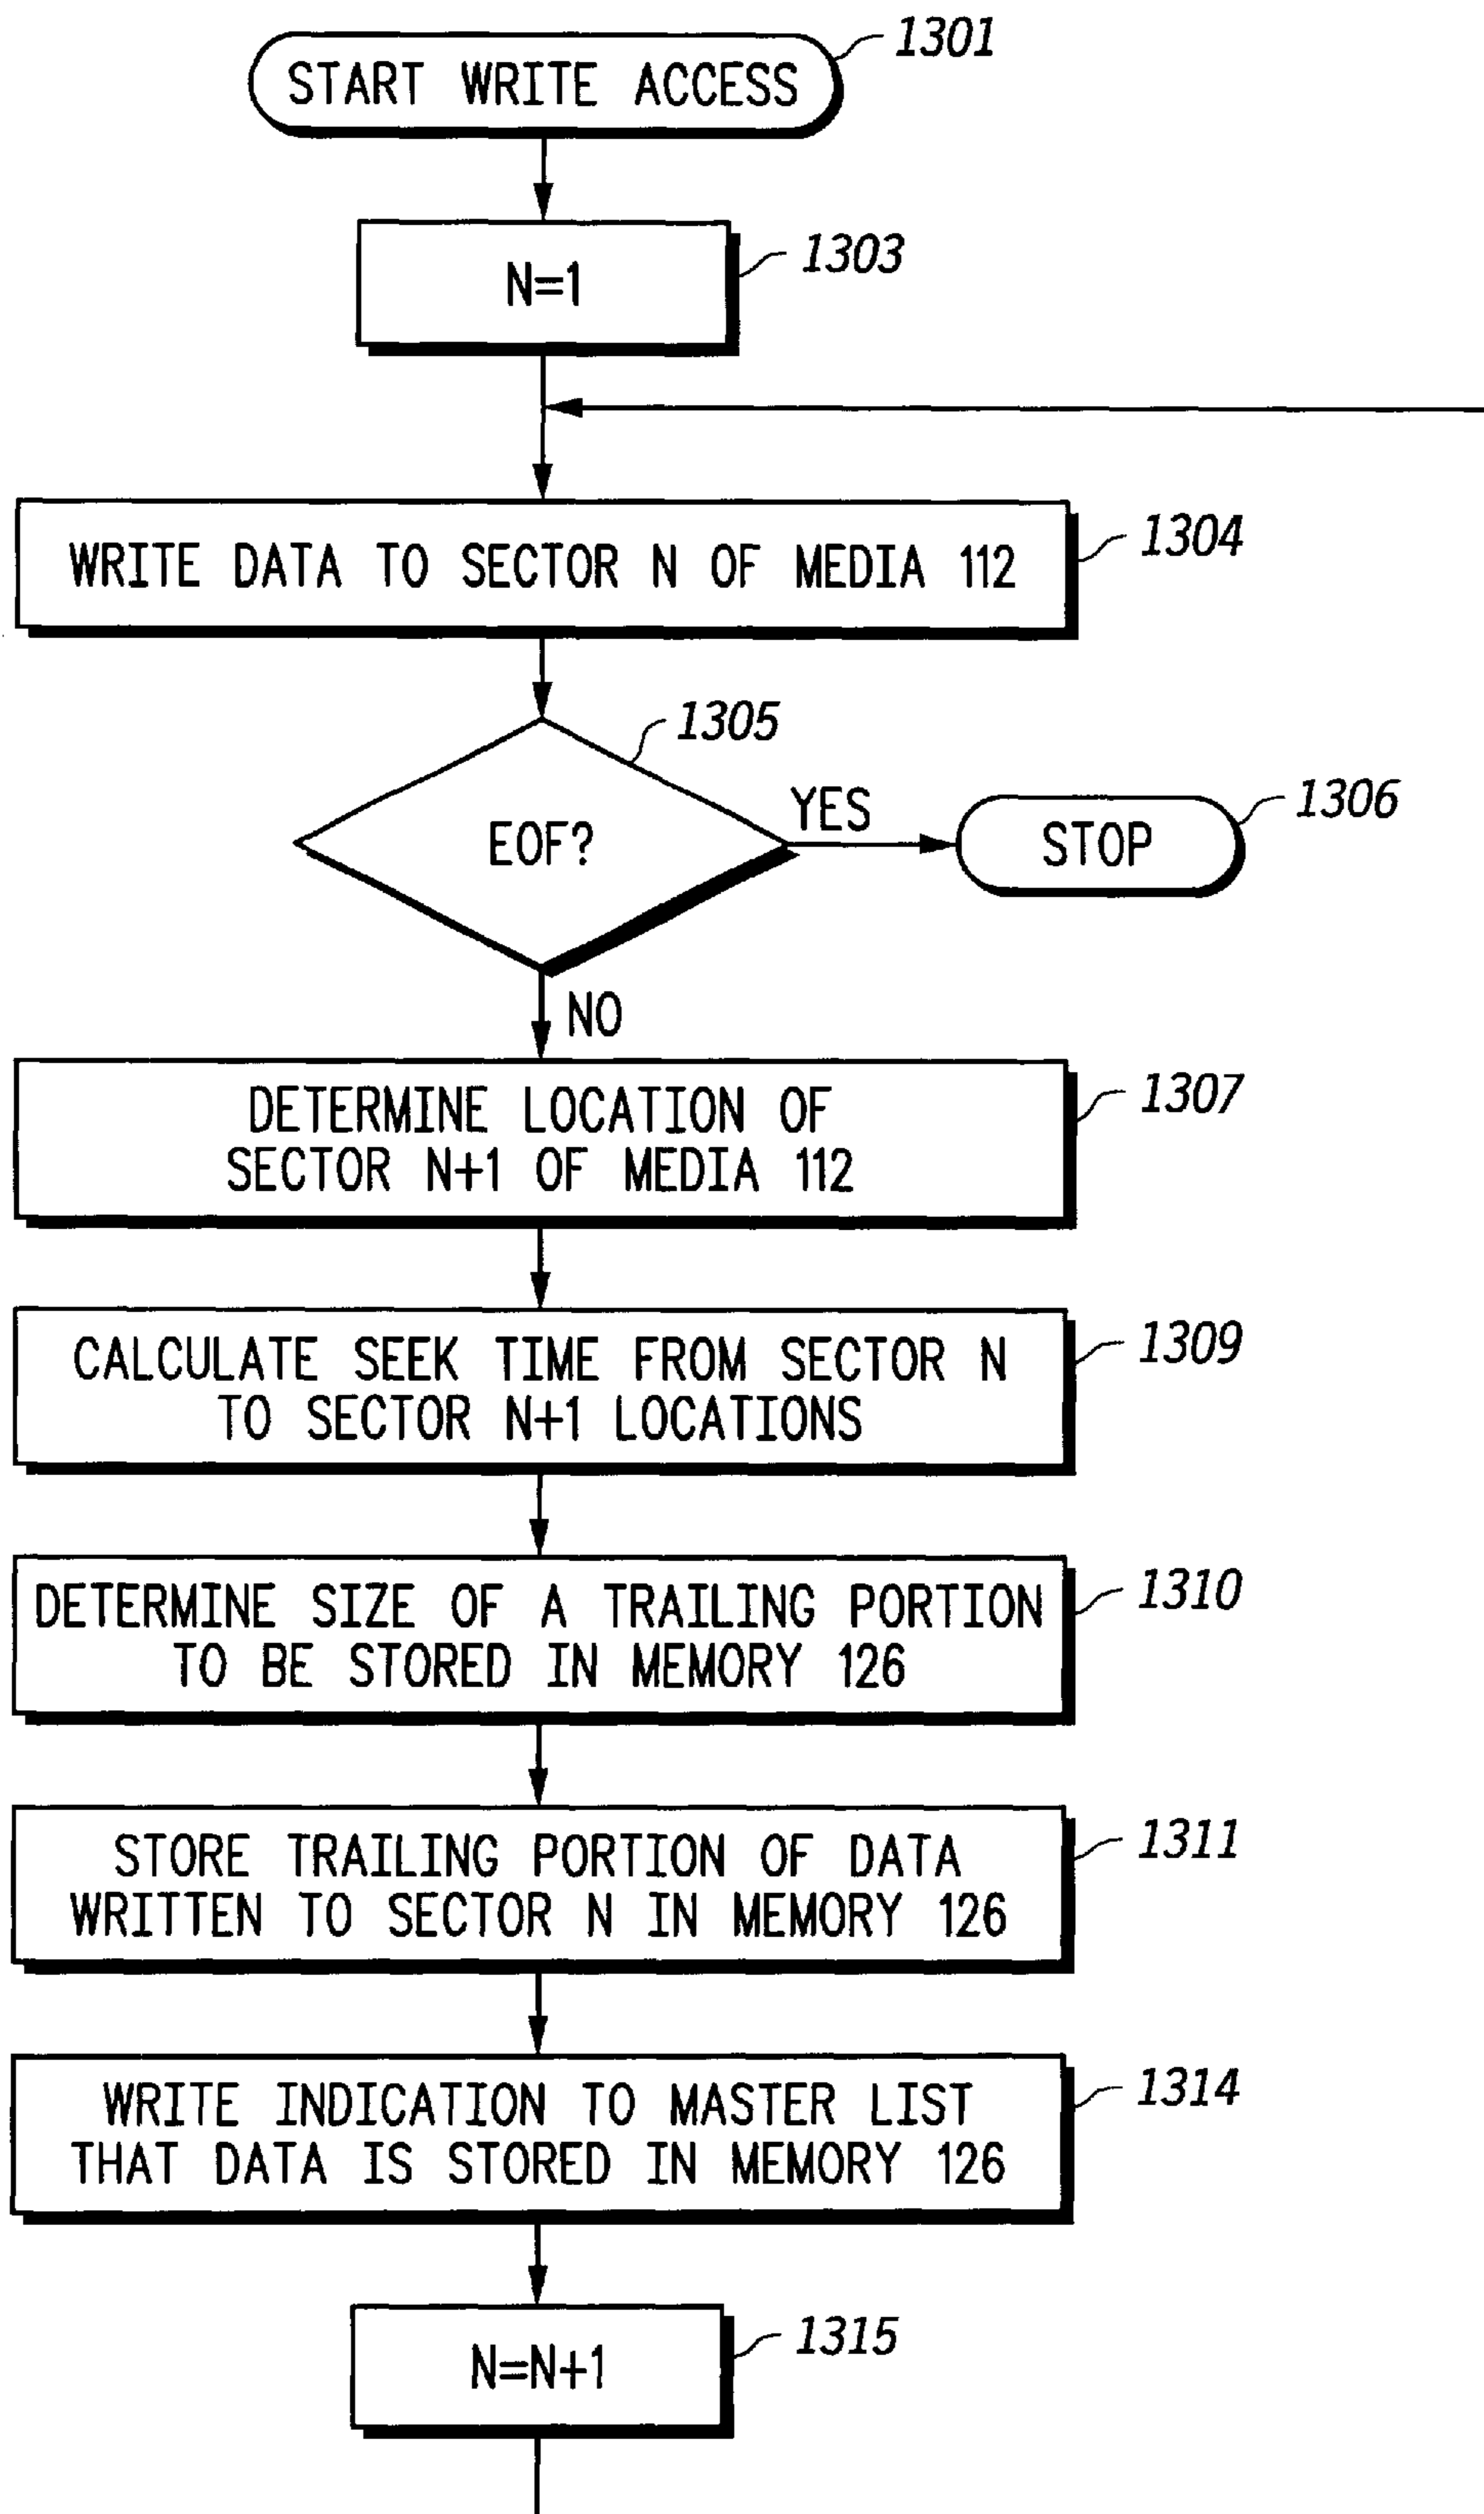 START WRITE ACCESS
1301
N=1
1303
WRITE DATA TO SECTOR N OF MEDIA 112
1304
EOF?
1305
YES
STOP
1306
NO
DETERMINE LOCATION OF
SECTOR N+1 OF MEDIA 112
1307
CALCULATE SEEK TIME FROM SECTOR N
TO SECTOR N+1 LOCATIONS
1309
DETERMINE SIZE OF A TRAILING PORTION
TO BE STORED IN MEMORY 126
1310
STORE TRAILING PORTION OF DATA
WRITTEN TO SECTOR N IN MEMORY 126
1311
WRITE INDICATION TO MASTER LIST
THAT DATA IS STORED IN MEMORY 126
1314
N=N+1
1315